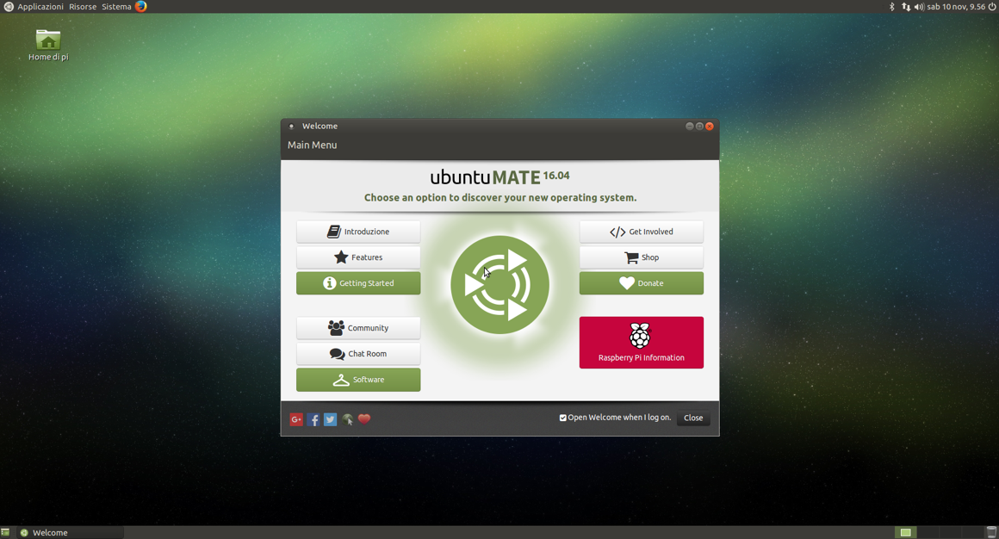 Applicazioni Risorse Sistema
sab 10 nov, 9.56
Home di pi
Welcome
Main Menu
ubuntu MATE 16.04
Choose an option to discover your new operating system.
Introduzione
Features
Getting Started
Community
Chat Room
Software
Get Involved
Shop
Donate
Raspberry Pi Information
G+
Open Welcome when I log on.
Close
Welcome